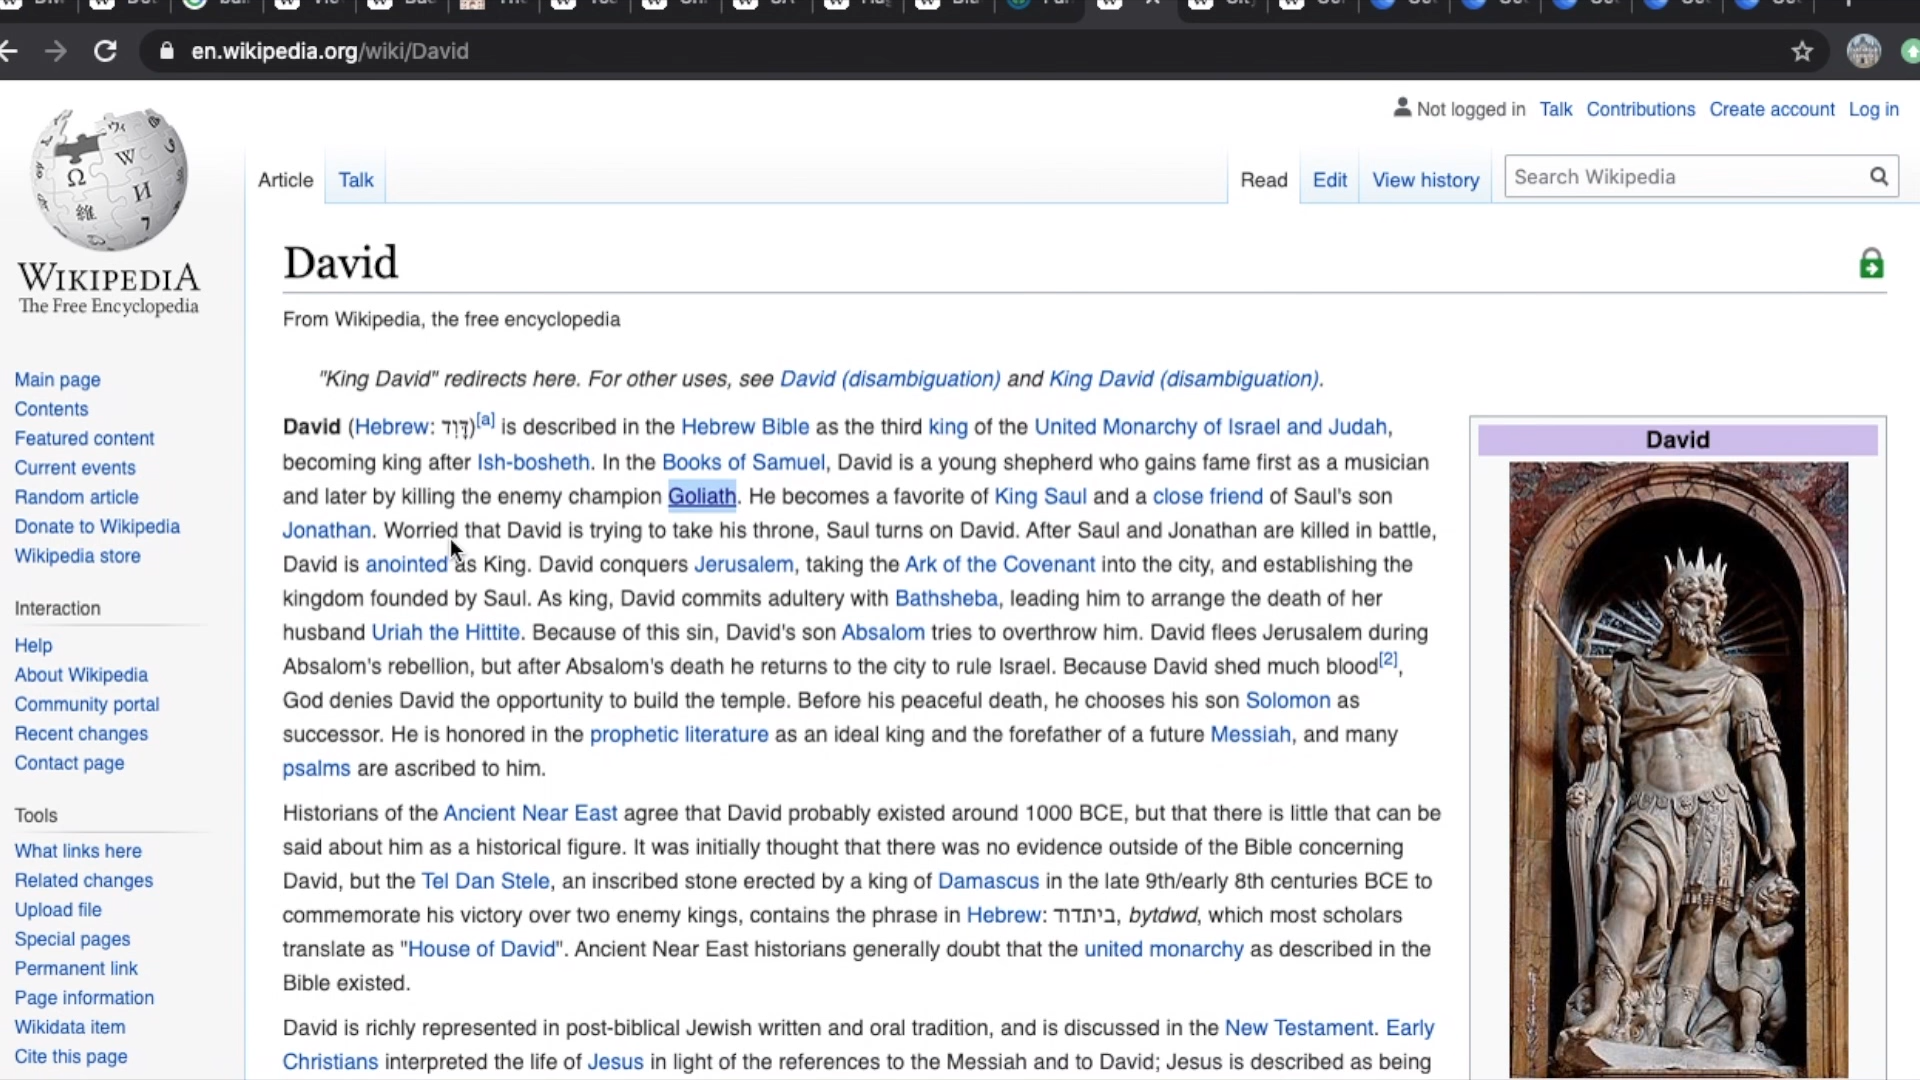 en.wikipedia.org/wiki/David
Not logged in Talk Contributions Create account Log in
Article Talk Read Edit View history Search Wikipedia
WIKIPEDIA
The Free Encyclopedia
Main page
Contents
Featured content
Current events
Random article
Donate to Wikipedia
Wikipedia store
Interaction
Help
About Wikipedia
Community portal
Recent changes
Contact page
Tools
What links here
Related changes
Upload file
Special pages
Permanent link
Page information
Wikidata item
Cite this page
David
From Wikipedia, the free encyclopedia
"King David" redirects here. For other uses, see David (disambiguation) and King David (disambiguation).
David (Hebrew: דָּוִד)[a] is described in the Hebrew Bible as the third king of the United Monarchy of Israel and Judah,
becoming king after Ish-bosheth. In the Books of Samuel, David is a young shepherd who gains fame first as a musician
and later by killing the enemy champion Goliath. He becomes a favorite of King Saul and a close friend of Saul's son
Jonathan. Worried that David is trying to take his throne, Saul turns on David. After Saul and Jonathan are killed in battle,
David is anointed as King. David conquers Jerusalem, taking the Ark of the Covenant into the city, and establishing the
kingdom founded by Saul. As king, David commits adultery with Bathsheba, leading him to arrange the death of her
husband Uriah the Hittite. Because of this sin, David's son Absalom tries to overthrow him. David flees Jerusalem during
Absalom's rebellion, but after Absalom's death he returns to the city to rule Israel. Because David shed much blood[2],
God denies David the opportunity to build the temple. Before his peaceful death, he chooses his son Solomon as
successor. He is honored in the prophetic literature as an ideal king and the forefather of a future Messiah, and many
psalms are ascribed to him.
Historians of the Ancient Near East agree that David probably existed around 1000 BCE, but that there is little that can be
said about him as a historical figure. It was initially thought that there was no evidence outside of the Bible concerning
David, but the Tel Dan Stele, an inscribed stone erected by a king of Damascus in the late 9th/early 8th centuries BCE to
commemorate his victory over two enemy kings, contains the phrase in Hebrew: ביתדוד, bytdwd, which most scholars
translate as "House of David". Ancient Near East historians generally doubt that the united monarchy as described in the
Bible existed.
David is richly represented in post-biblical Jewish written and oral tradition, and is discussed in the New Testament. Early
Christians interpreted the life of Jesus in light of the references to the Messiah and to David; Jesus is described as being
David